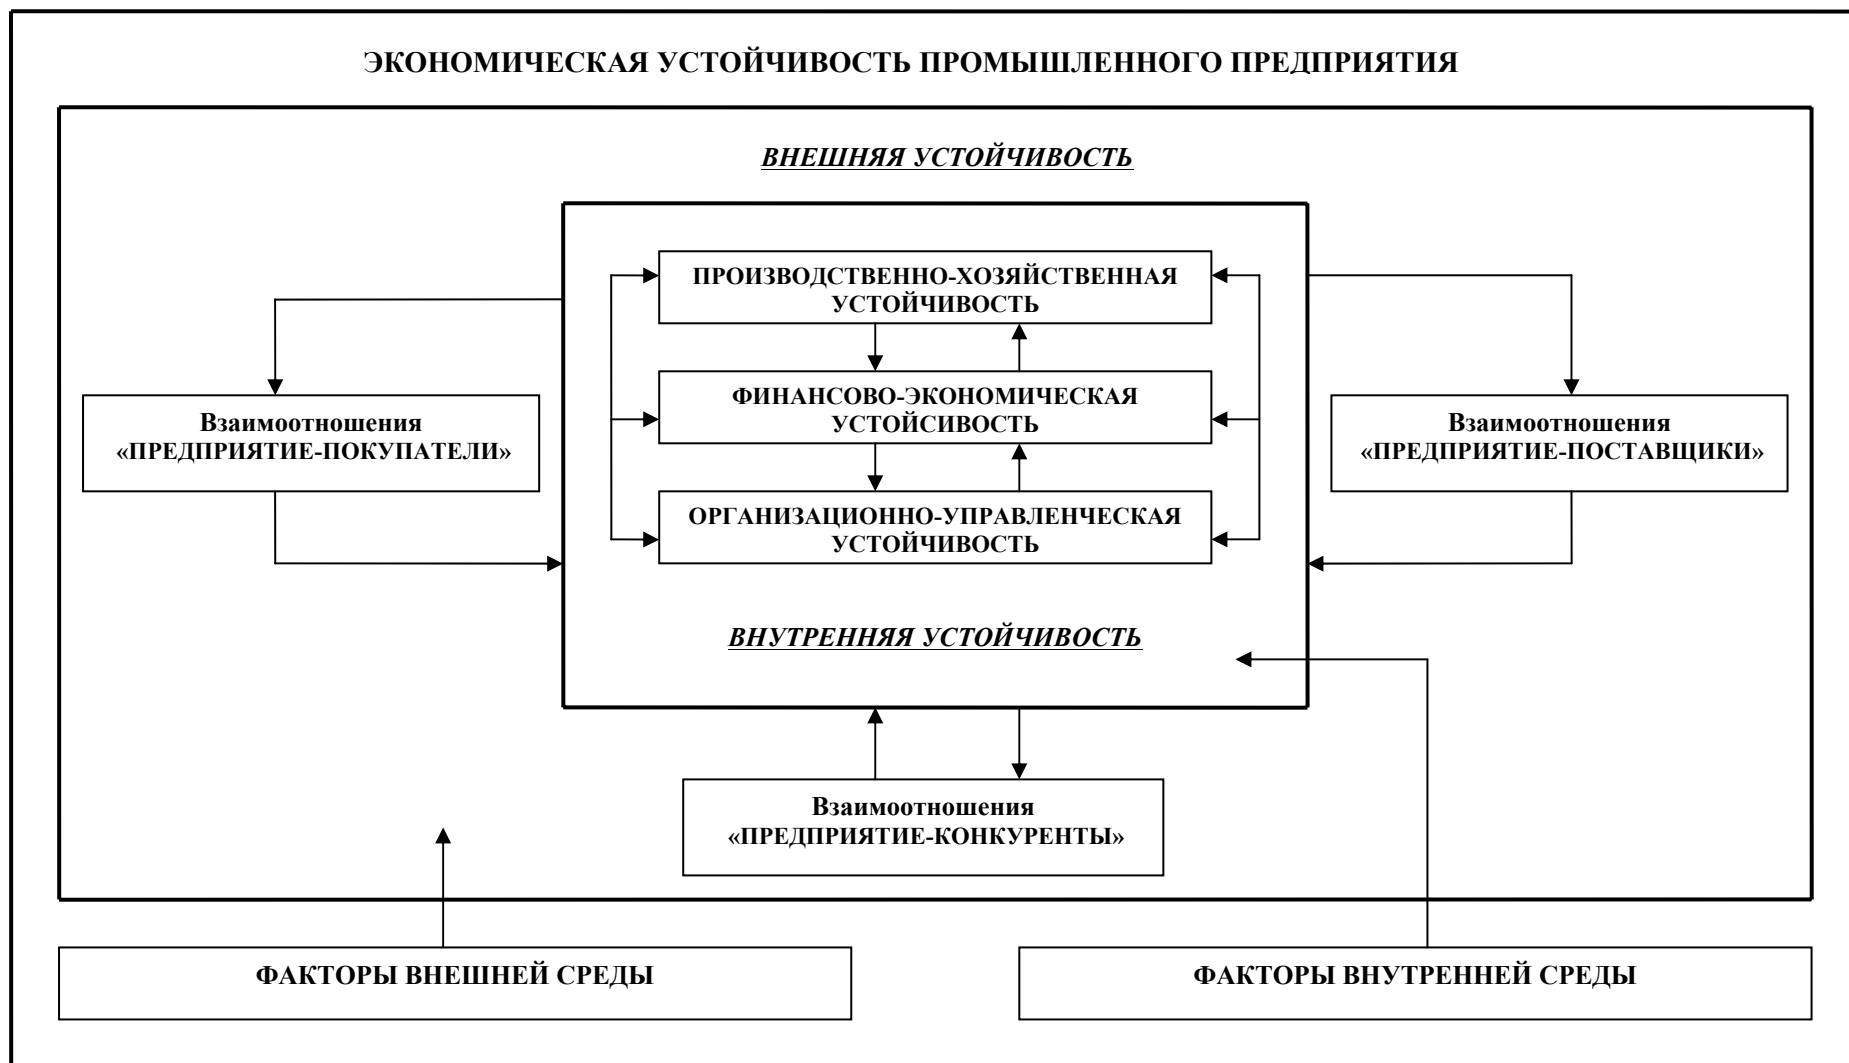 ЭКОНОМИЧЕСКАЯ УСТОЙЧИВОСТЬ ПРОМЫШЛЕННОГО ПРЕДПРИЯТИЯ
ВНЕШНЯЯ УСТОЙЧИВОСТЬ
ПРОИЗВОДСТВЕННО-ХОЗЯЙСТВЕННАЯ
УСТОЙЧИВОСТЬ
ФИНАНСОВО-ЭКОНОМИЧЕСКАЯ
УСТОЙСИВОСТЬ
ОРГАНИЗАЦИОННО-УПРАВЛЕНЧЕСКАЯ
УСТОЙЧИВОСТЬ
Взаимоотношения
«ПРЕДПРИЯТИЕ-ПОКУПАТЕЛИ»
Взаимоотношения
«ПРЕДПРИЯТИЕ-ПОСТАВЩИКИ»
ВНУТРЕННЯЯ УСТОЙЧИВОСТЬ
Взаимоотношения
«ПРЕДПРИЯТИЕ-КОНКУРЕНТЫ»
ФАКТОРЫ ВНЕШНЕЙ СРЕДЫ
ФАКТОРЫ ВНУТРЕННЕЙ СРЕДЫ